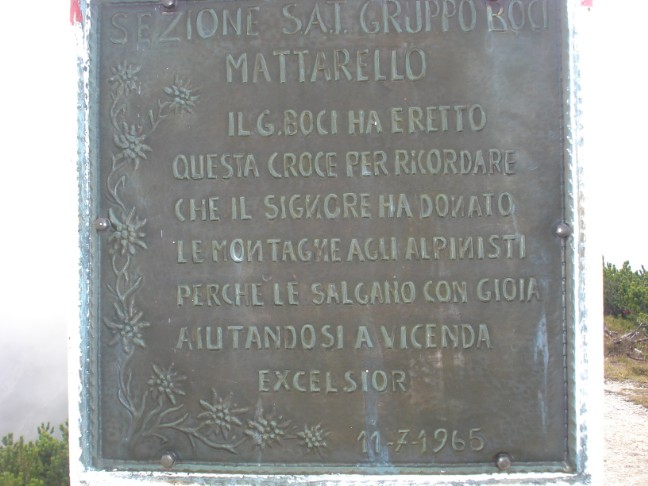 SEZIONE S.A.T. GRUPPO BOCI
MATTARELLO
IL G. BOCI HA ERETTO
QUESTA CROCE PER RICORDARE
CHE IL SIGNORE HA DONATO
LE MONTAGNE AGLI ALPINISTI
PERCHÈ LE SALGANO CON GIOIA
AIUTANDOSI A VICENDA
EXCELSIOR
11-7-1965